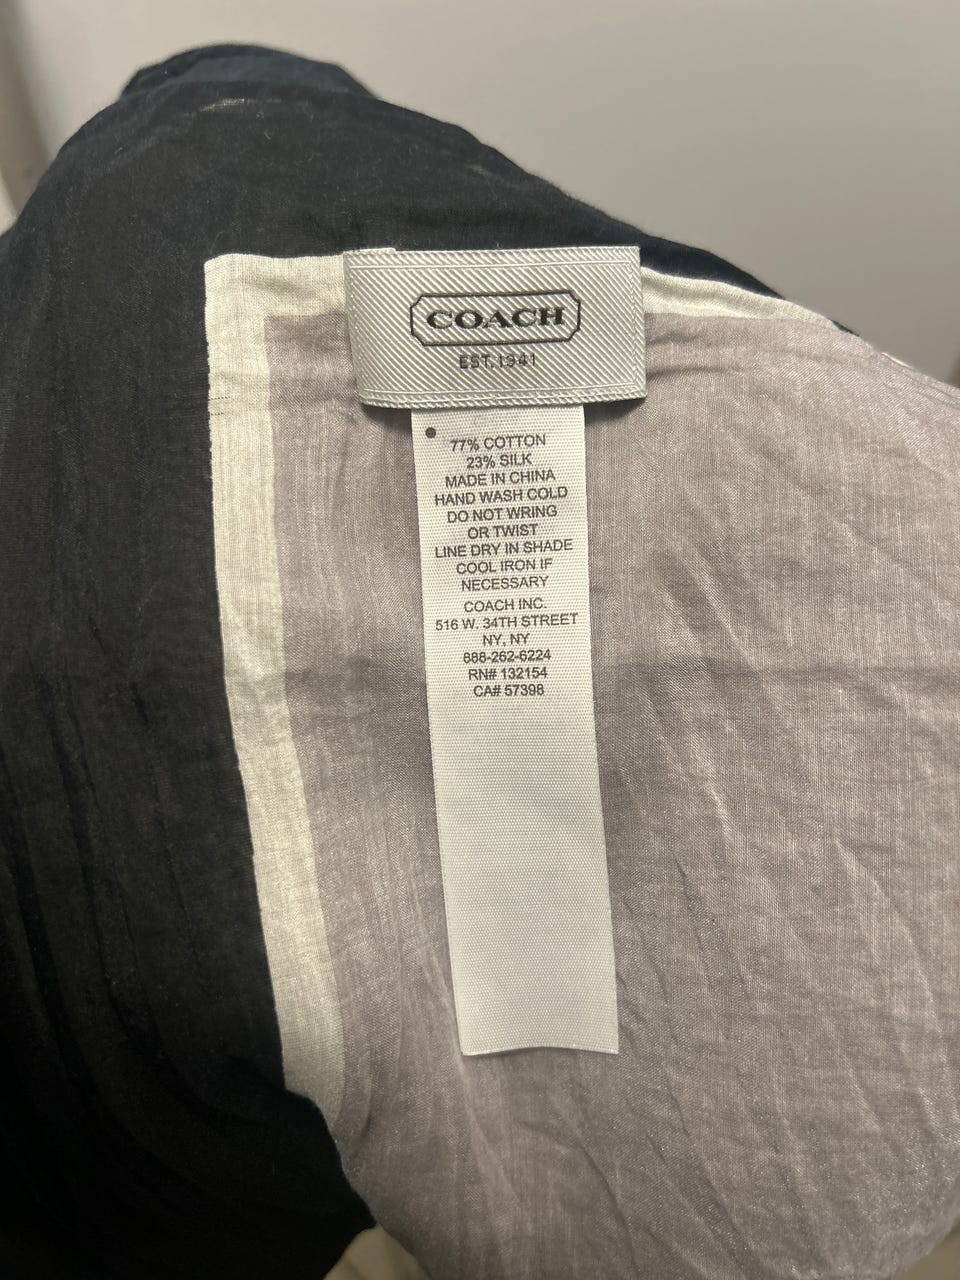 COACH
EST. 1941
77% COTTON
23% SILK
MADE IN CHINA
HAND WASH COLD
DO NOT WRING
OR TWIST
LINE DRY IN SHADE
COOL IRON IF
NECESSARY
COACH INC.
516 W. 34TH STREET
NY, NY
888-262-6224
RN# 132154
CA# 57398